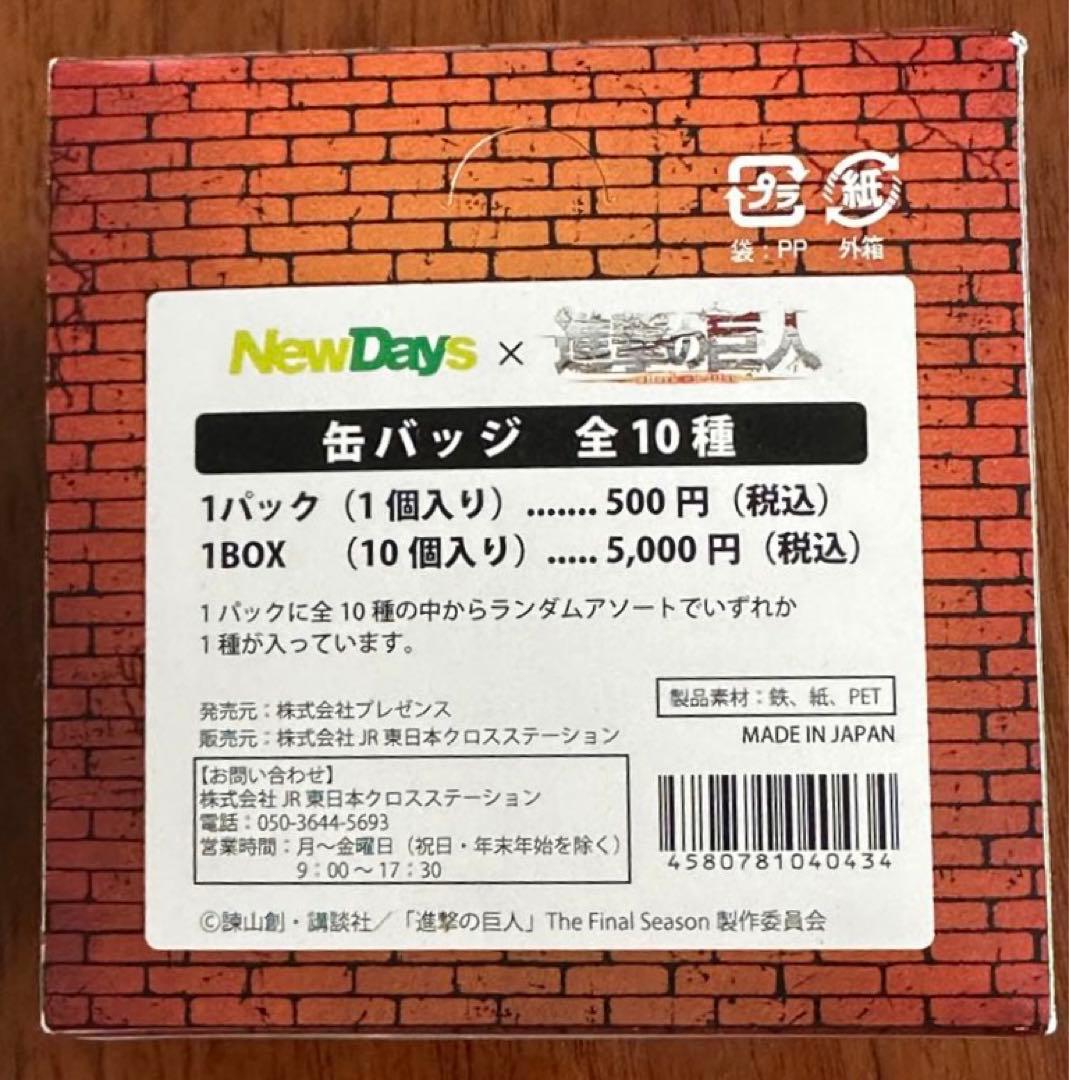 プラ 紙
袋：PP 外箱
NewDays × 進撃の巨人
缶バッジ 全10種
1パック（1個入り）....... 500円（税込）
1BOX （10個入り）..... 5,000円（税込）
1パックに全10種の中からランダムアソートでいずれか
1種が入っています。
製品素材：鉄、紙、PET
発売元：株式会社プレゼンス
販売元：株式会社JR東日本クロスステーション
MADE IN JAPAN
【お問い合わせ】
株式会社JR東日本クロスステーション
電話：050-3644-5693
営業時間：月～金曜日（祝日・年末年始を除く）
9：00～17：30
4580781040434
©諫山創・講談社／「進撃の巨人」The Final Season 製作委員会